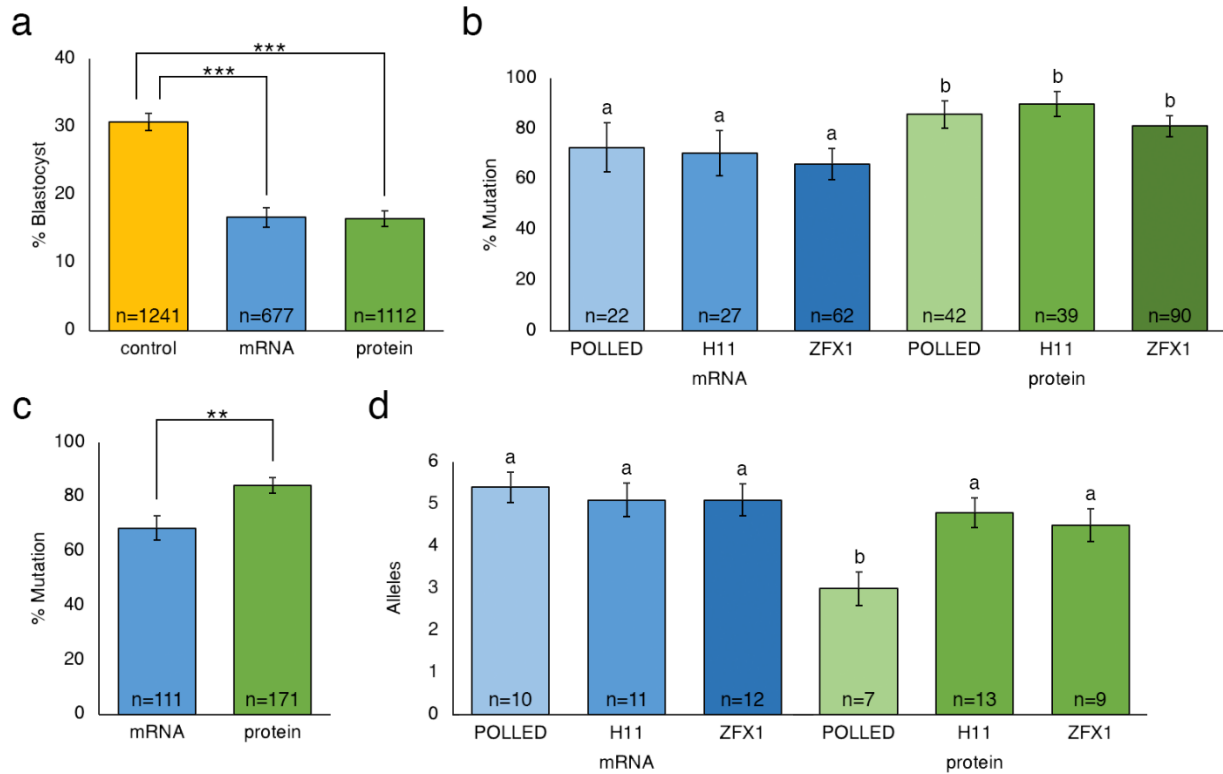 a
***
***
40
30
20
10
0
% Blastocyst
n=1241
n=677
n=1112
control
mRNA
protein
b
100
80
60
40
20
0
% Mutation
a
a
a
b
b
b
n=22
n=27
n=62
n=42
n=39
n=90
POLLED
H11
ZFX1
POLLED
H11
ZFX1
mRNA
protein
c
**
100
80
60
40
20
0
% Mutation
n=111
n=171
mRNA
protein
d
6
5
4
3
2
1
0
Alleles
a
a
a
b
a
a
n=10
n=11
n=12
n=7
n=13
n=9
POLLED
H11
ZFX1
POLLED
H11
ZFX1
mRNA
protein